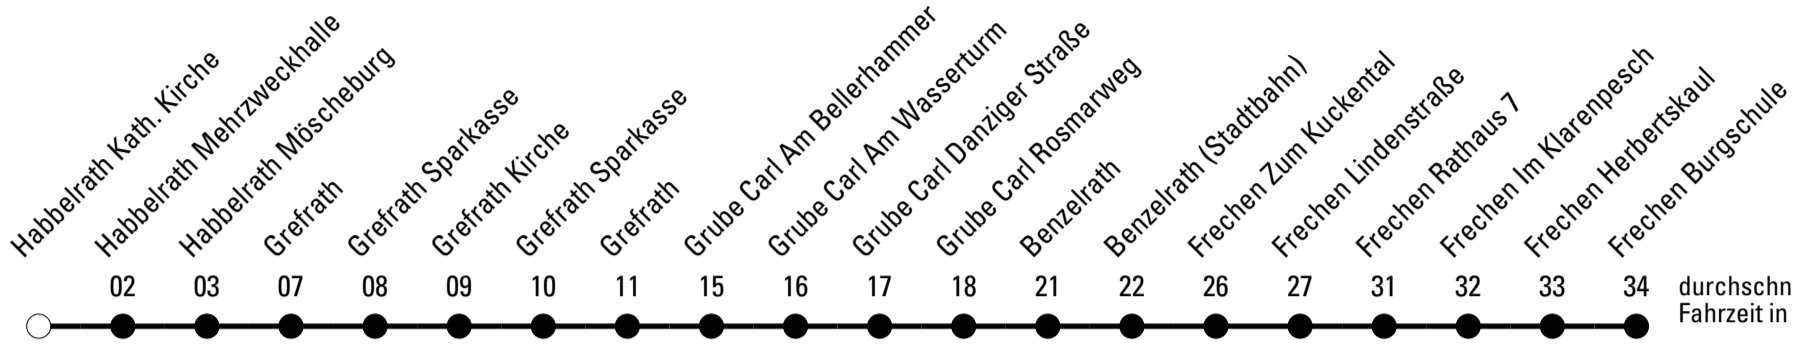 Habbelrath Kath. Kirche
Habbelrath Mehrzweckhalle
Habbelrath Möscheburg
Grefrath
Grefrath Sparkasse
Grefrath Kirche
Grefrath Sparkasse
Grefrath
Grube Carl Am Bellerhammer
Grube Carl Am Wasserturm
Grube Carl Danziger Straße
Grube Carl Rosmarweg
Benzelrath
Benzelrath (Stadtbahn)
Frechen Zum Kuckental
Frechen Lindenstraße
Frechen Rathaus 7
Frechen Im Klarenpesch
Frechen Herbertskaul
Frechen Burgschule
02 03 07 08 09 10 11 15 16 17 18 21 22 26 27 31 32 33 34 durchschn
Fahrzeit in